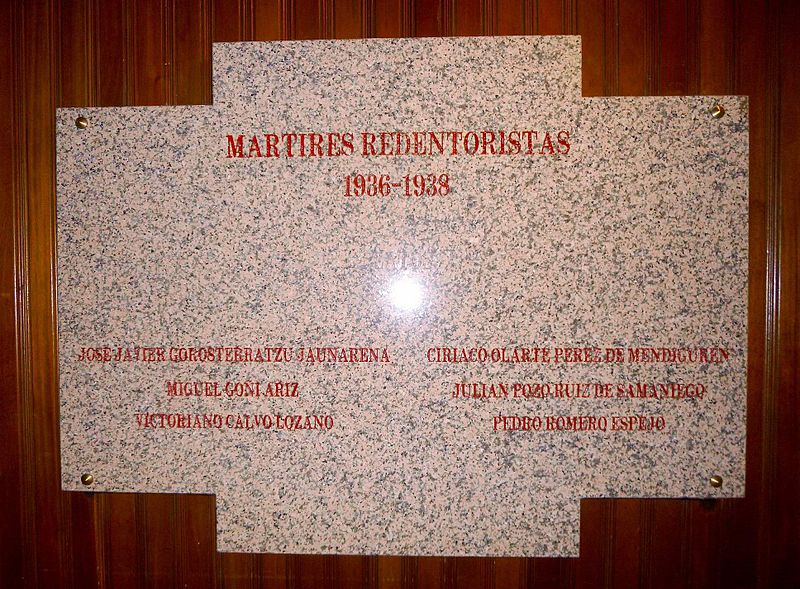 MARTIRES REDENTORISTAS
1936-1938
JOSE JAVIER GOROSTERRATZU JAUNARENA
MIGUEL GOÑI ARIZ
VICTORIANO CALVO LOZANO
CIRIACO OLARTE PEREZ DE MENDIGUREN
JULIAN POZO RUIZ DE SAMANIEGO
PEDRO ROMERO ESPEJO